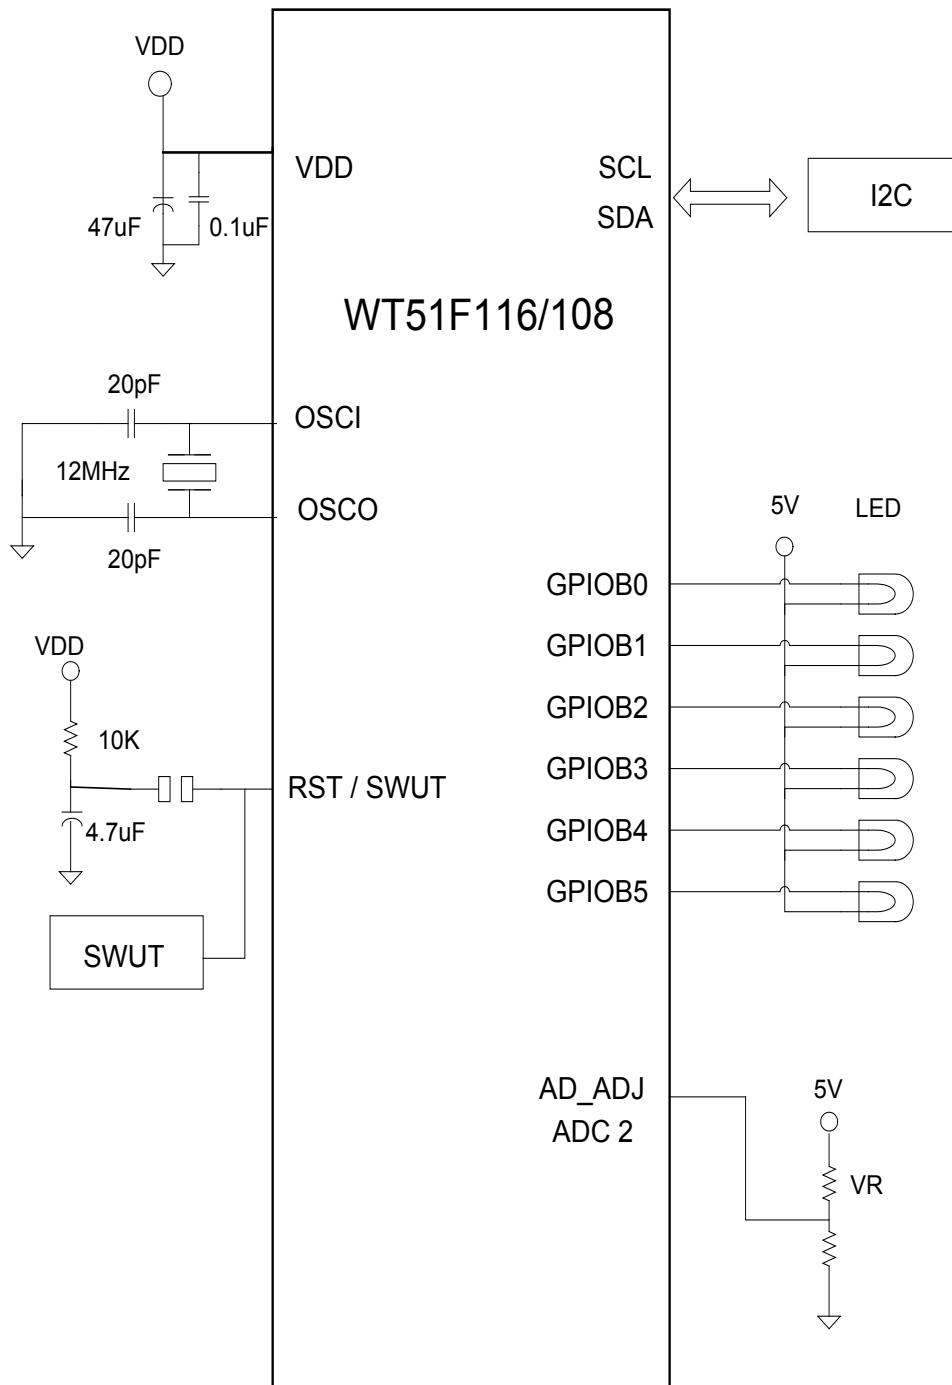 VDD
VDD
47uF
0.1uF
SCL
SDA
I2C
WT51F116/108
20pF
OSCI
12MHz
OSCO
20pF
5V
LED
GPIOB0
GPIOB1
GPIOB2
GPIOB3
GPIOB4
GPIOB5
VDD
10K
RST / SWUT
4.7uF
SWUT
AD_ADJ
ADC 2
5V
VR